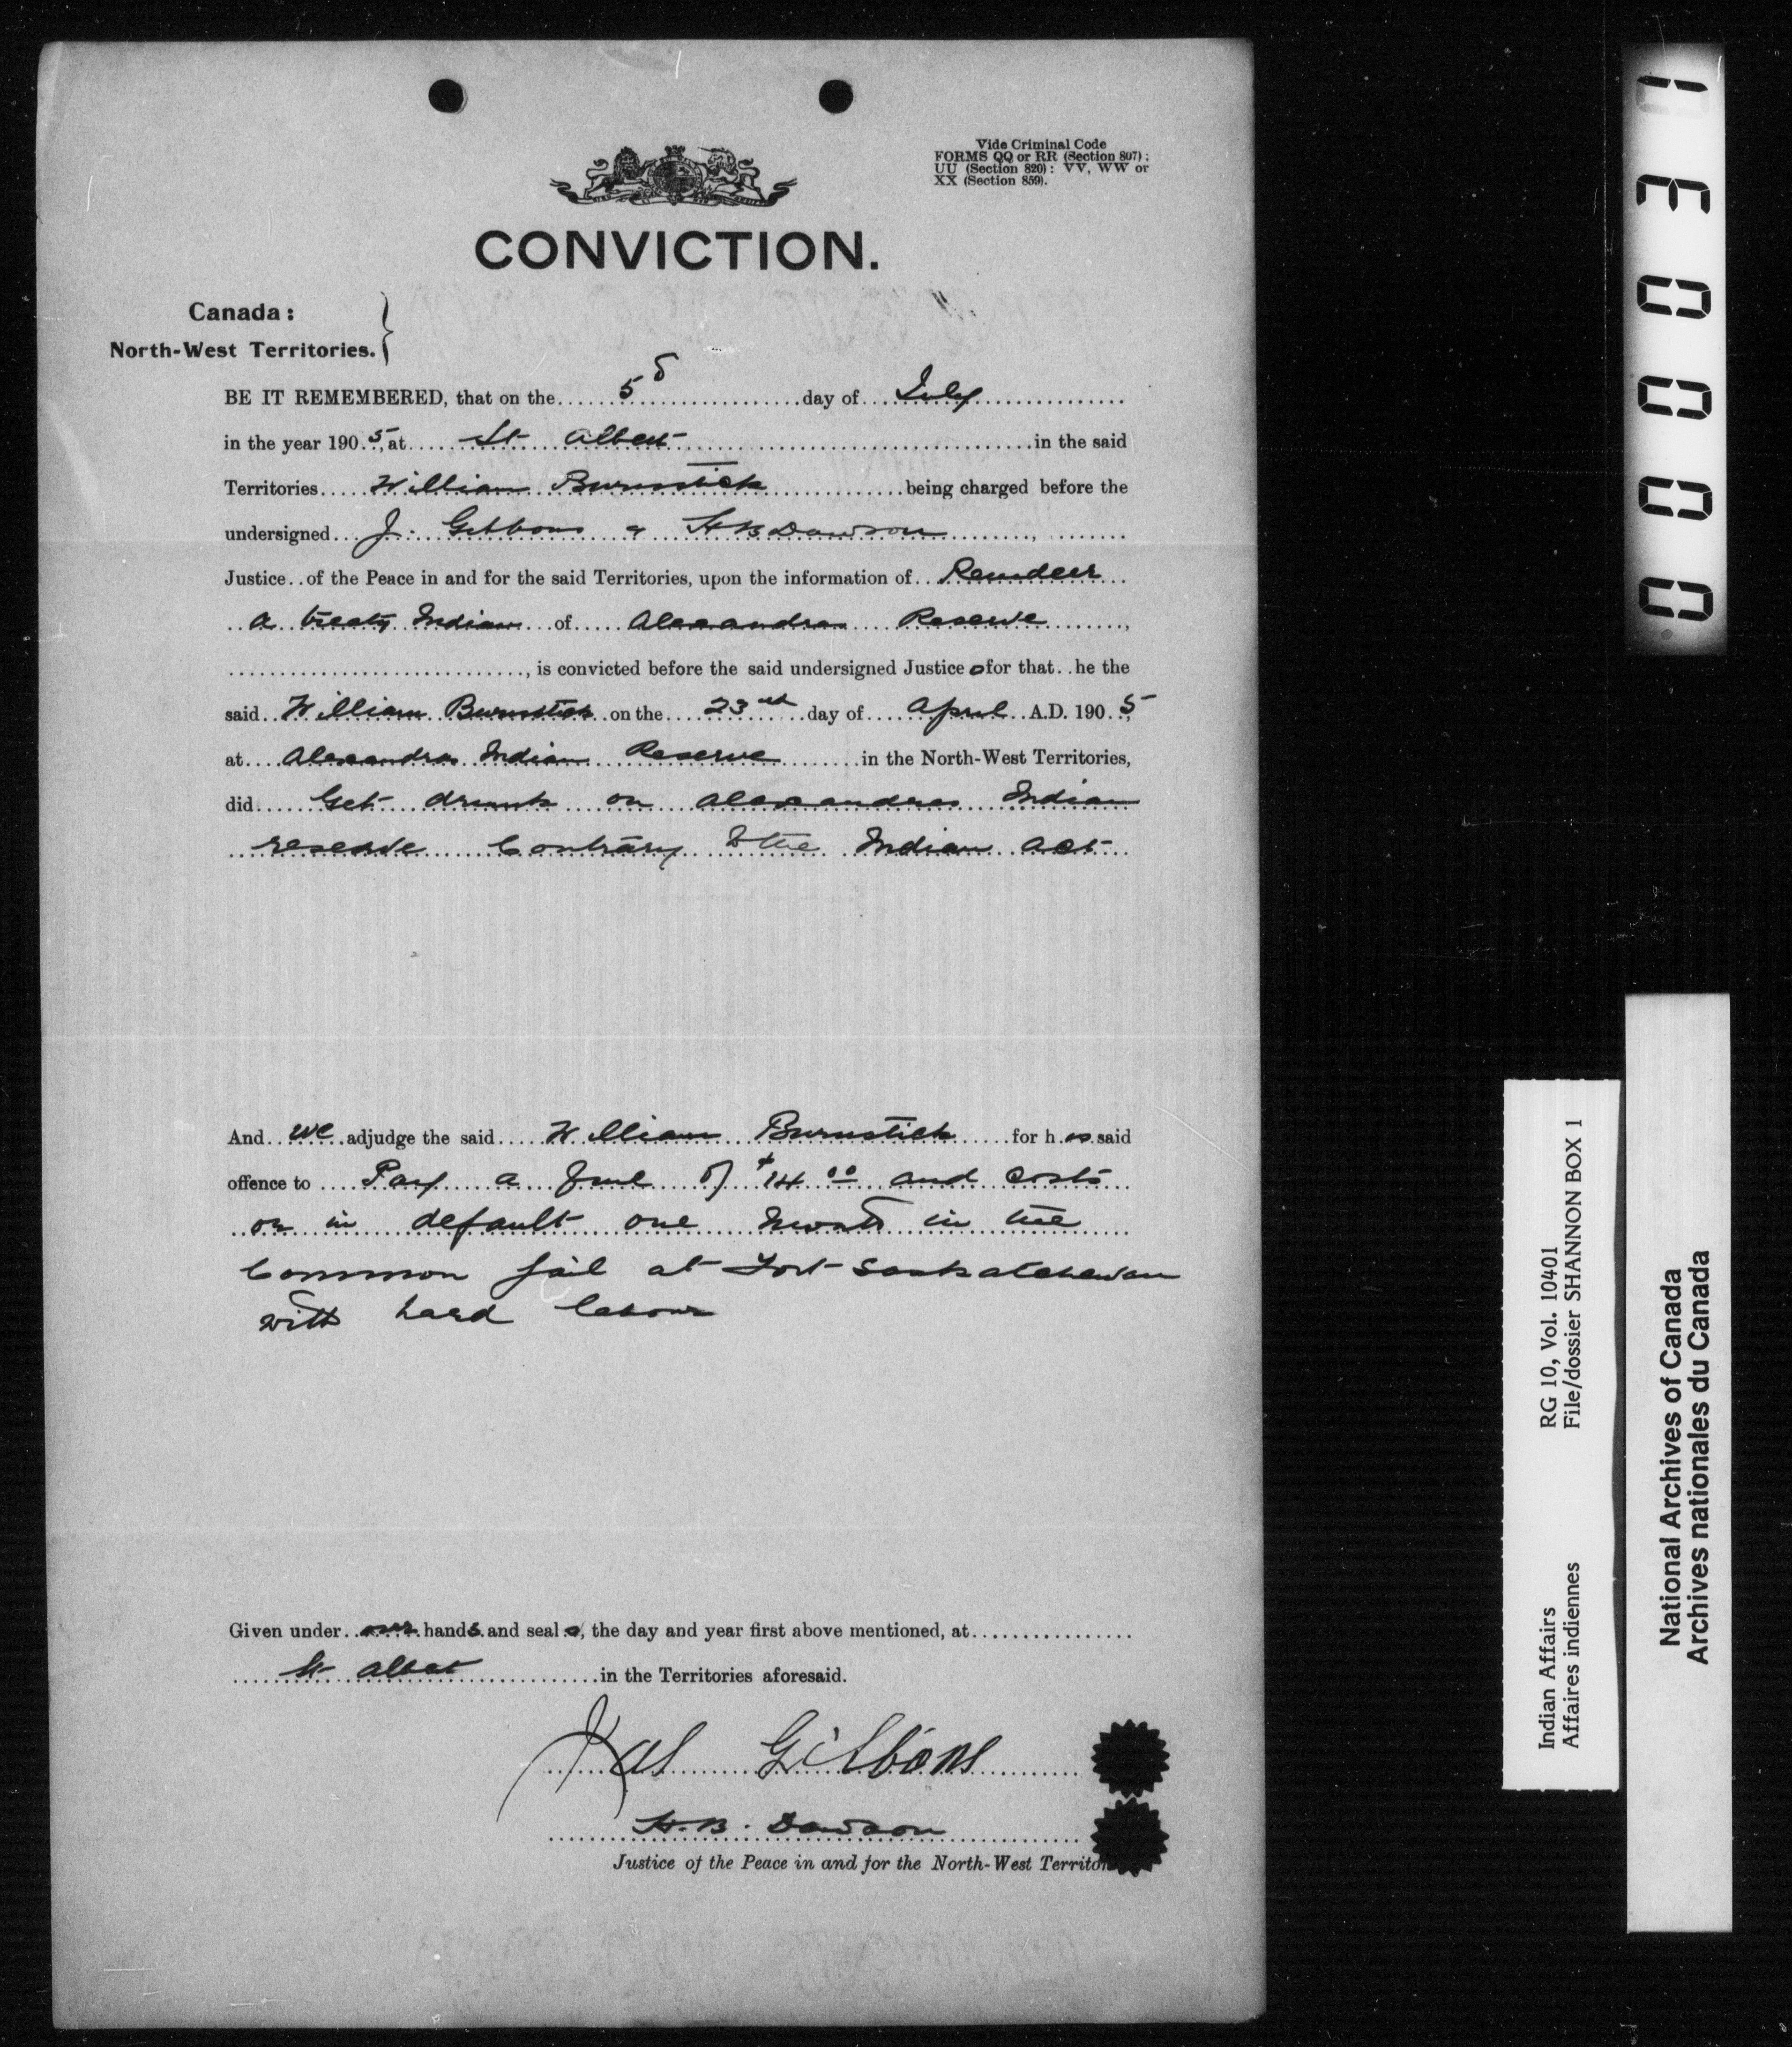 Vide Criminal Code
FORMS QQ or RR (Section 807);
UU (Section 820): VV, WW or
XX (Section 859).
CONVICTION.
Canada:
North-West Territories.
BE IT REMEMBERED, that on the 5 day of July
in the year 1905, at St Albert in the said
Territories William Burnstick being charged before the
undersigned J. Gibbons & H B Dawson
Justice of the Peace in and for the said Territories, upon the information of Reindeer
a treaty Indian of Alexandras Reserve
, is convicted before the said undersigned Justice for that he the
said William Burnstick on the 23 day of April A.D. 1905
at Alexandras Indian Reserve in the North-West Territories,
did Get drunk on Alexandras Indian
reserve Contrary to the Indian Act
And we adjudge the said William Burnstick for his said
offence to Pay a fine of $14 00 and Costs
or in default one month in the
Common jail at Fort Saskatchewan
with hard labour
Given under our hands and seals, the day and year first above mentioned, at
St Albert in the Territories aforesaid.
Jas Gibbons
H.B. Dawson
Justice of the Peace in and for the North-West Territor
000031
Indian Affairs RG 10, Vol. 10401
Affaires indiennes File/dossier SHANNON BOX 1
National Archives of Canada
Archives nationales du Canada